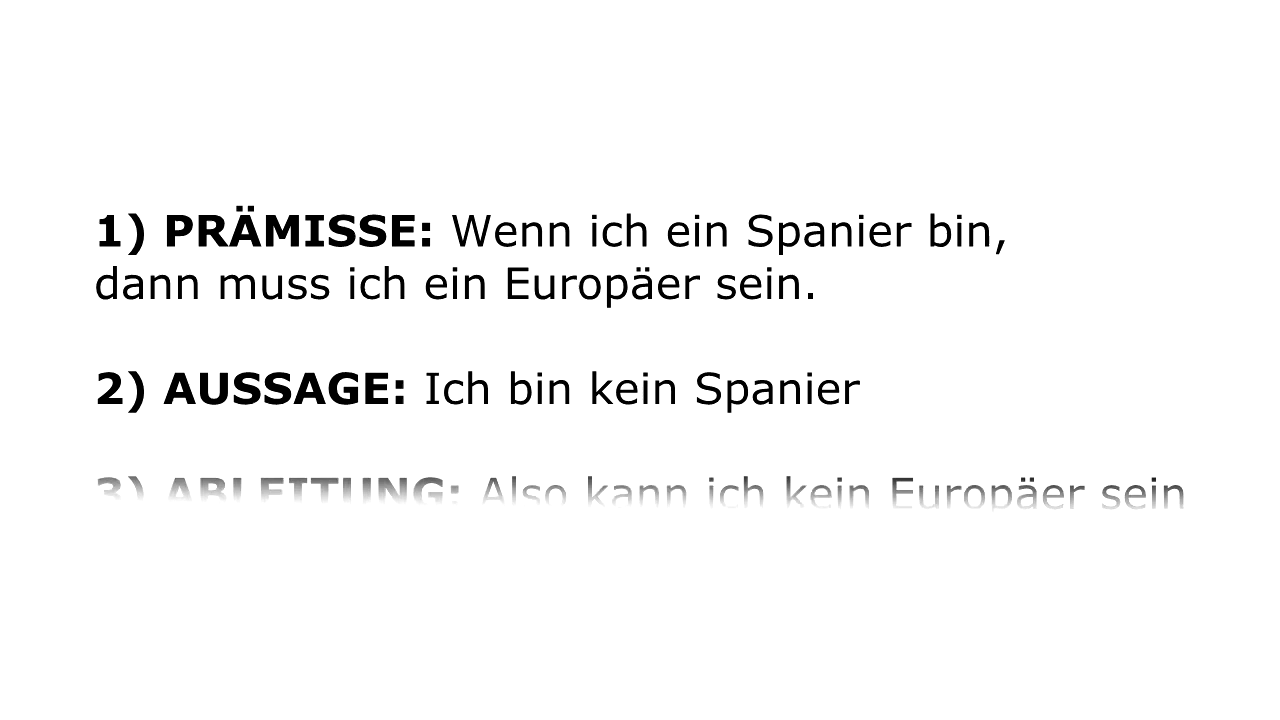 1) PRÄMISSE: Wenn ich ein Spanier bin,
dann muss ich ein Europäer sein.
2) AUSSAGE: Ich bin kein Spanier
3) ABLEITUNG: Also kann ich kein Europäer sein